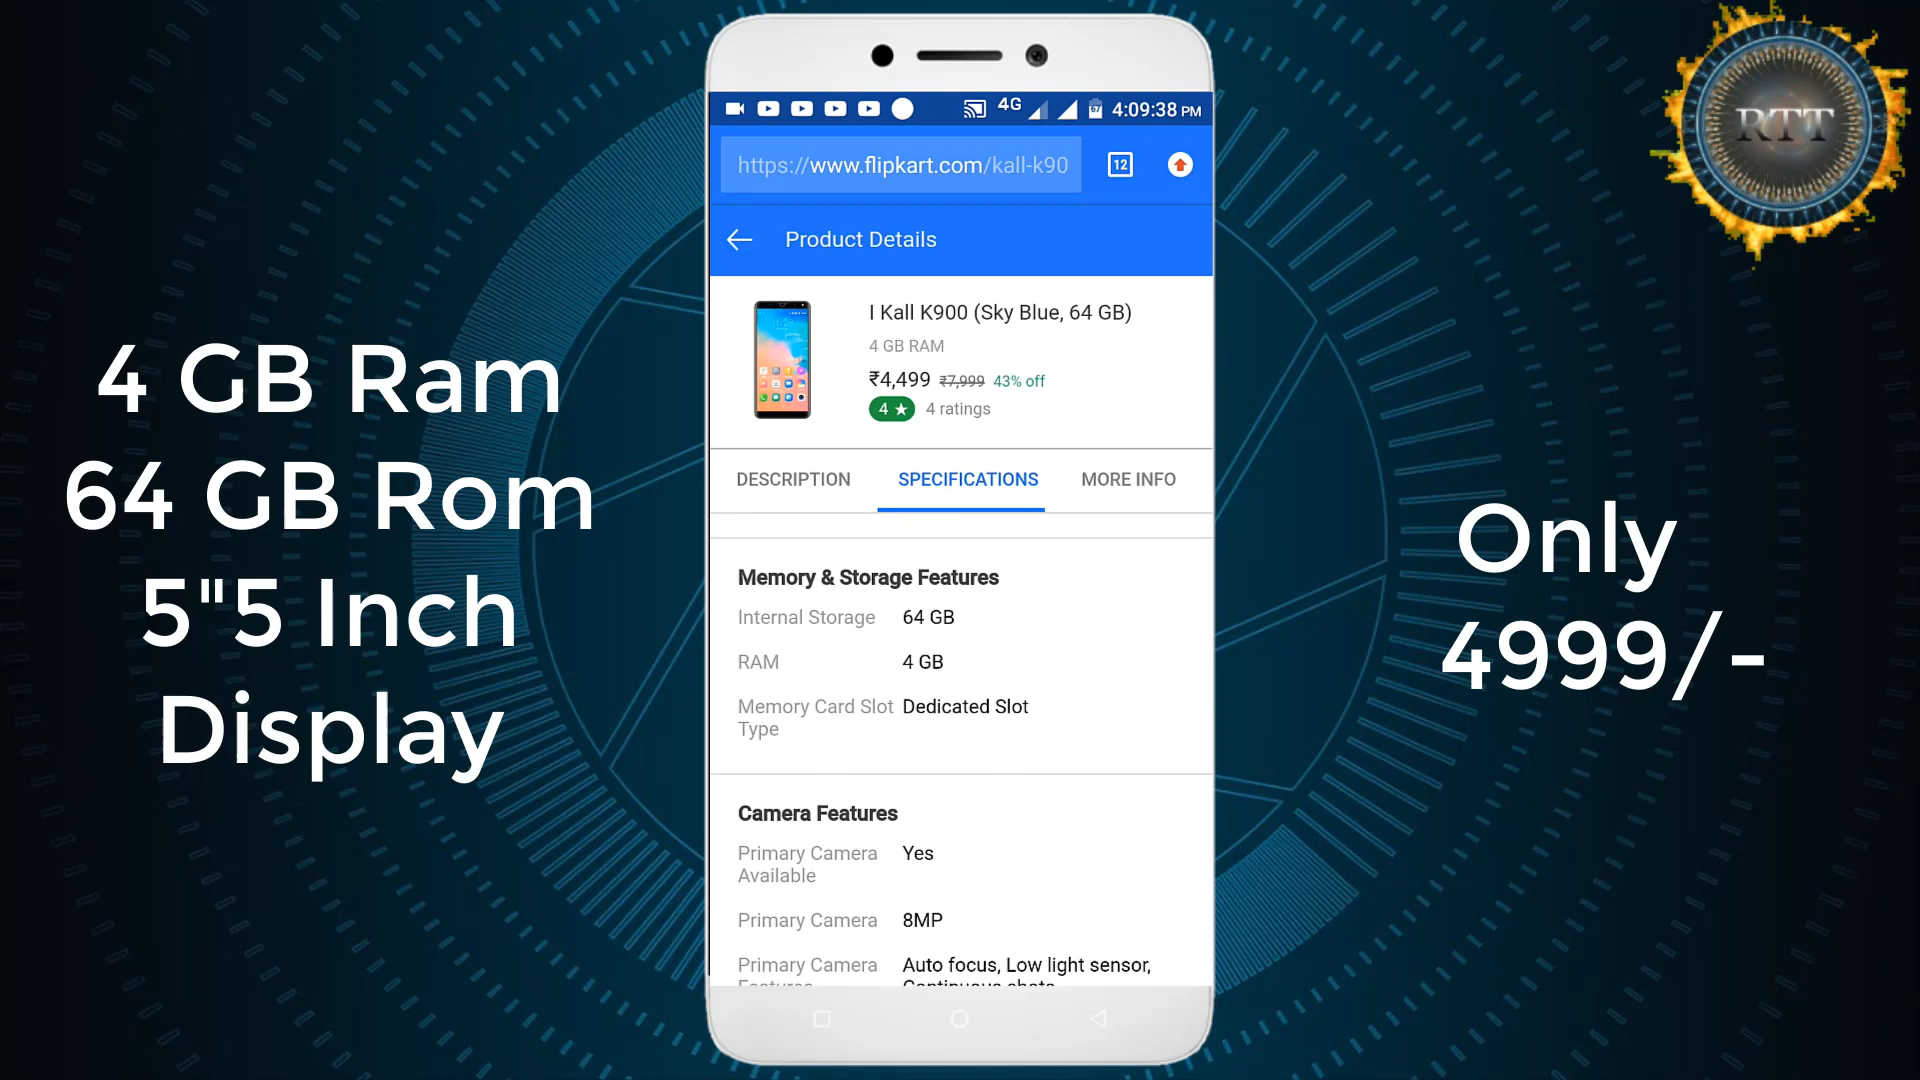 4G 67 4:09:38 PM
https://www.flipkart.com/kall-k90 12
Product Details
I Kall K900 (Sky Blue, 64 GB)
4 GB RAM
₹4,499 ₹7,999 43% off
4 ★ 4 ratings
DESCRIPTION SPECIFICATIONS MORE INFO
Memory & Storage Features
Internal Storage 64 GB
RAM 4 GB
Memory Card Slot Dedicated Slot
Type
Camera Features
Primary Camera Yes
Available
Primary Camera 8MP
Primary Camera Auto focus, Low light sensor,
Features Continuous shots
4 GB Ram
64 GB Rom
5"5 Inch
Display
Only
4999/-
RTT